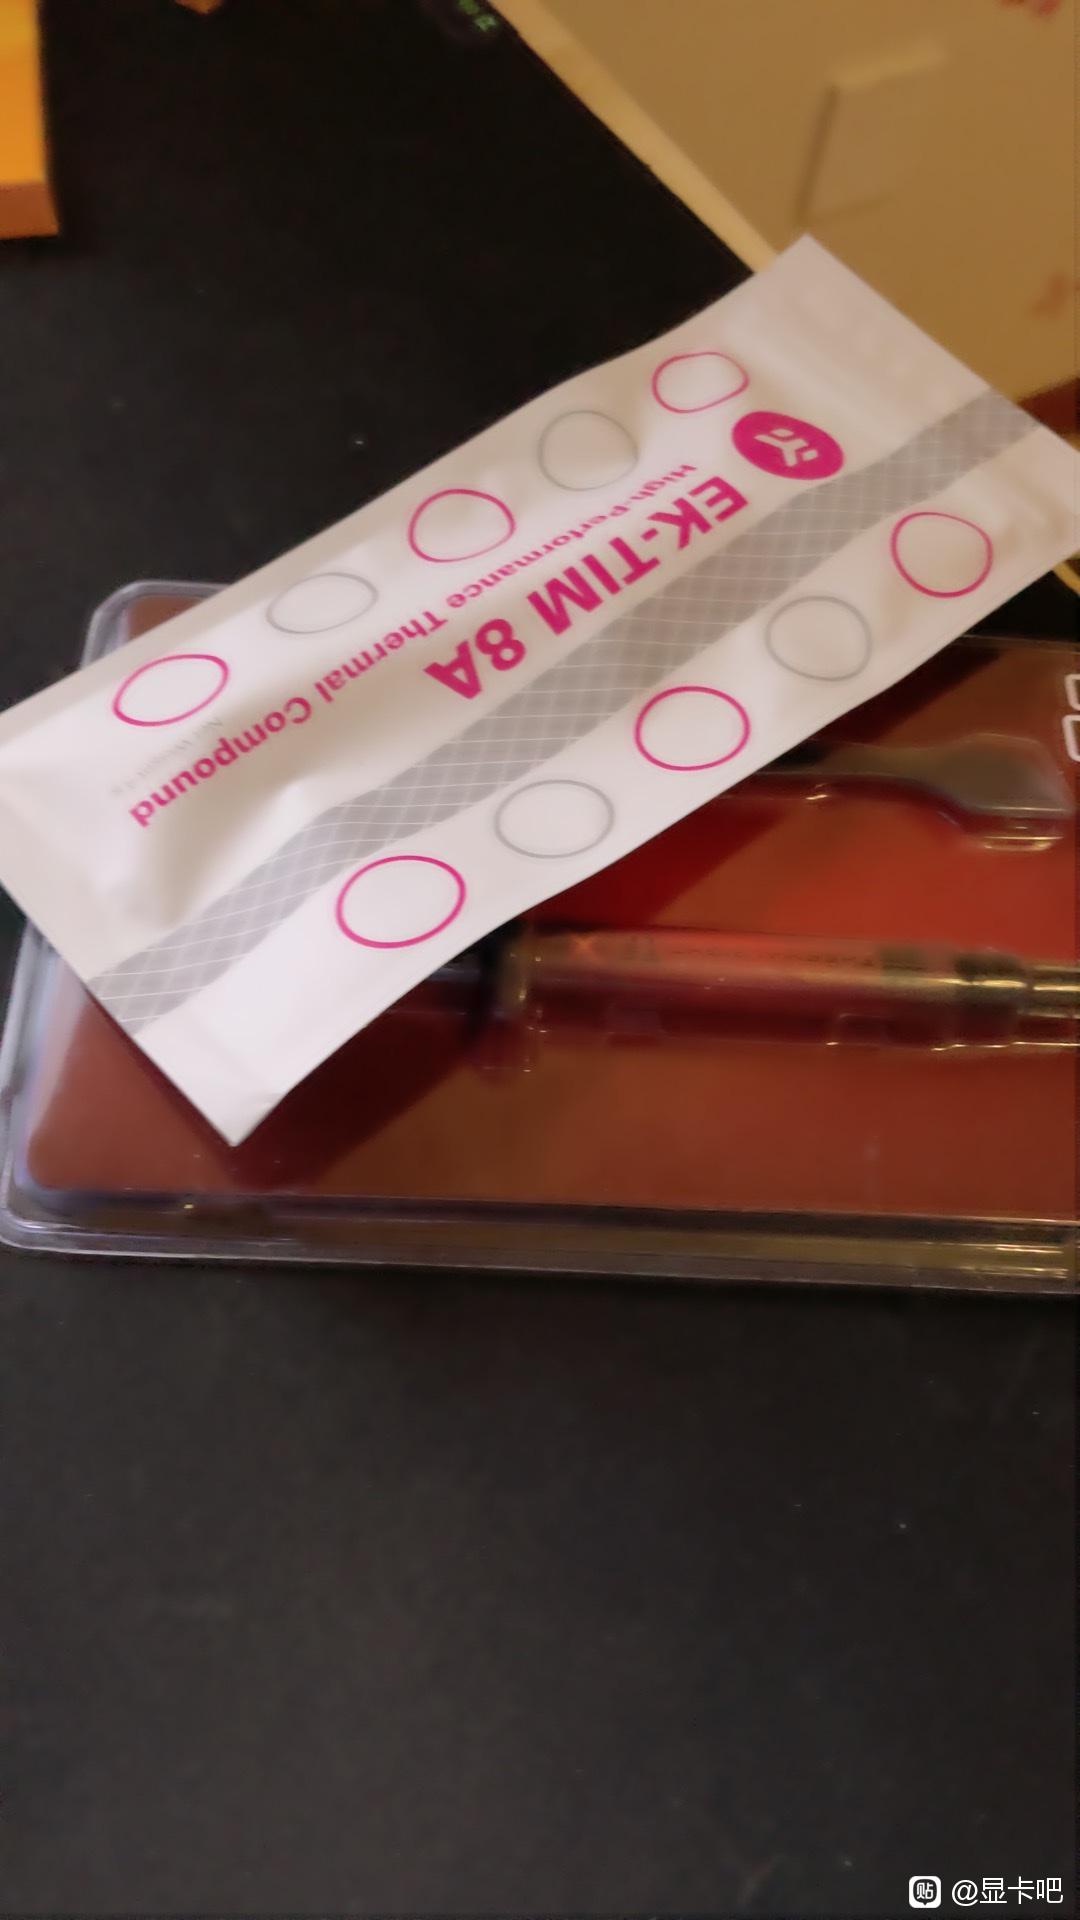 EK-TIM 8A
High-Performance Thermal Compound
@显卡吧